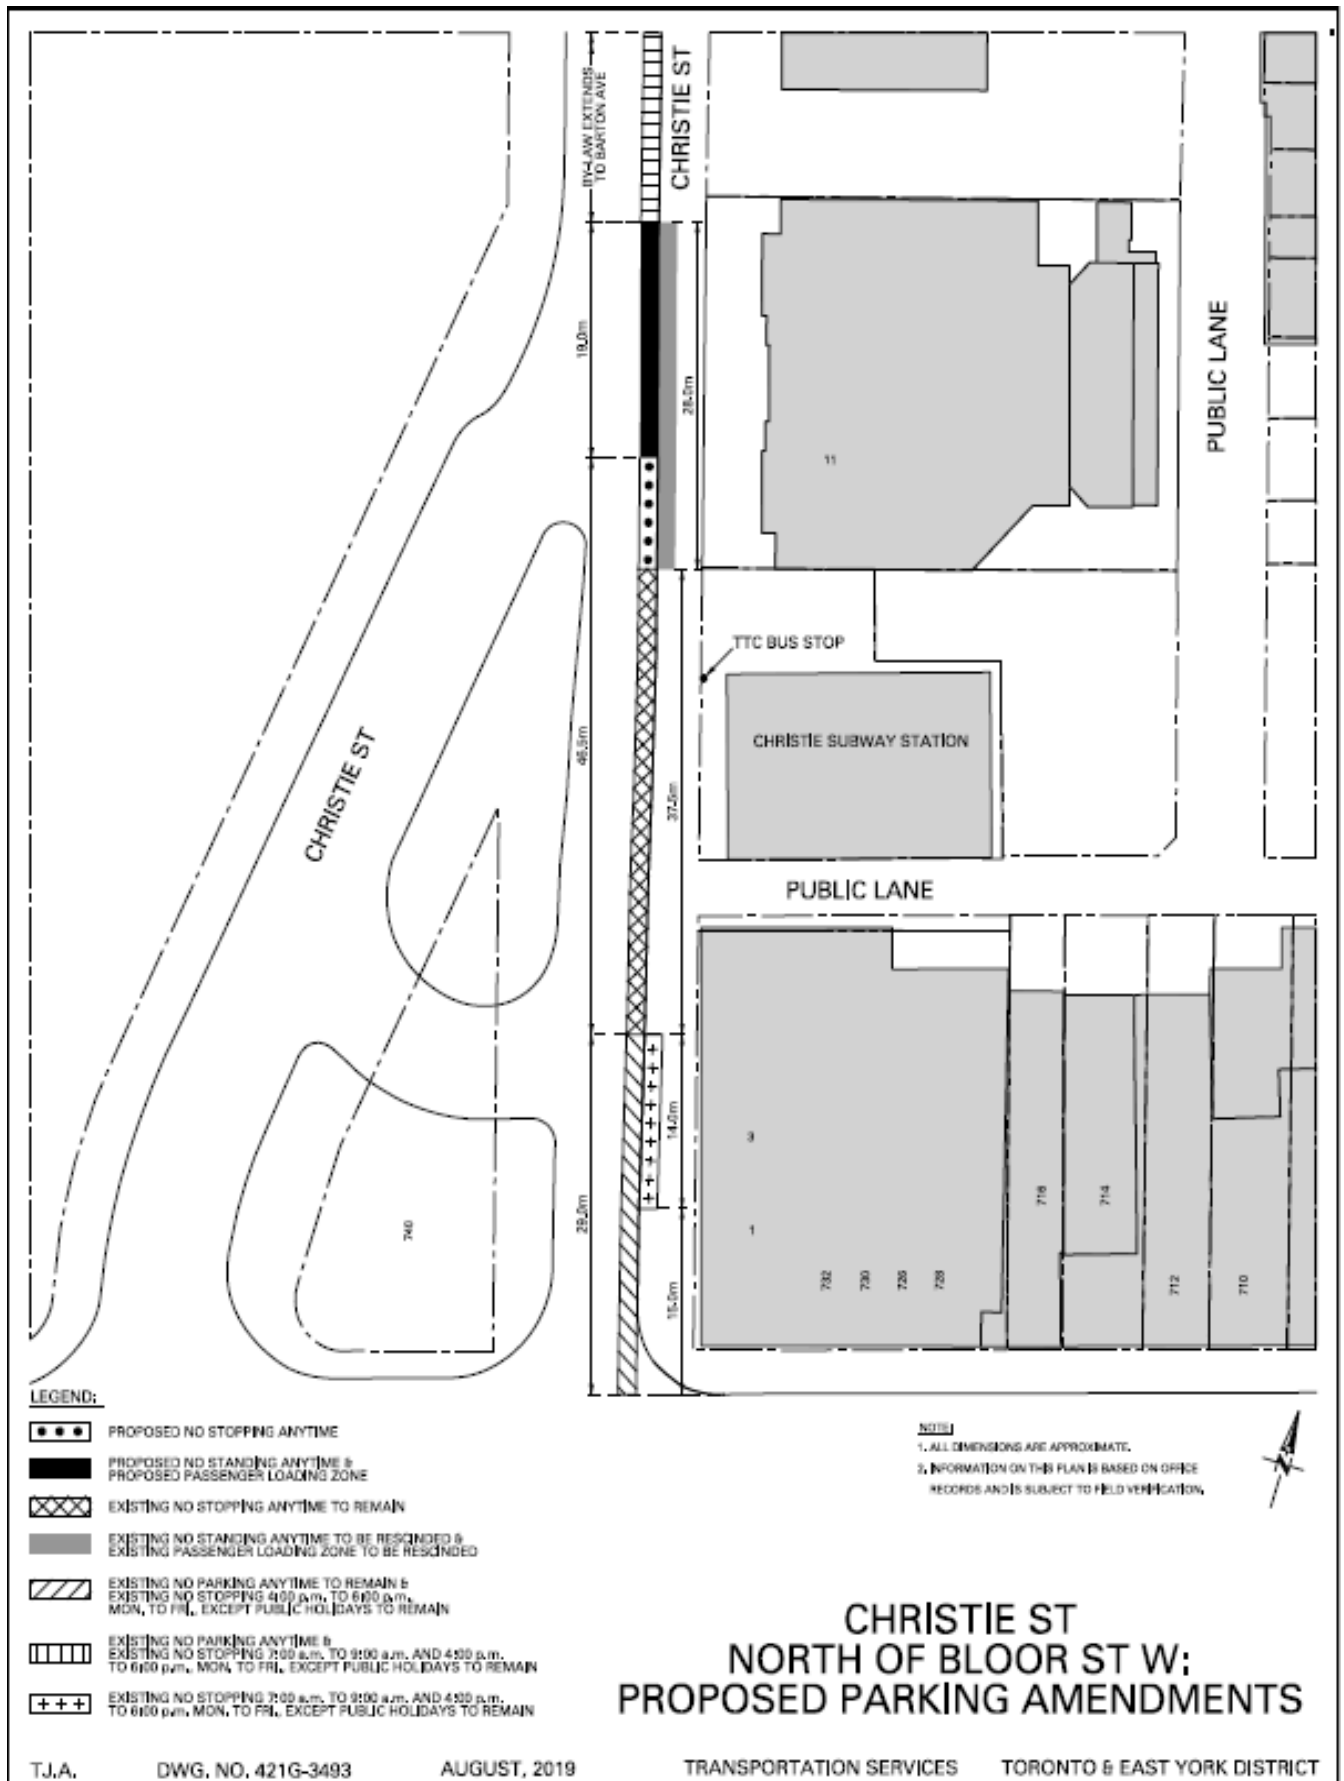 BY-LAW EXTENDS
TO BARTON AVE
CHRISTIE ST
19.0m
28.0m
11
PUBLIC LANE
TTC BUS STOP
CHRISTIE SUBWAY STATION
46.5m
37.5m
CHRISTIE ST
PUBLIC LANE
3
1
14.0m
29.0m
15.0m
740
732
730
726
728
716
714
712
710
LEGEND:
PROPOSED NO STOPPING ANYTIME
PROPOSED NO STANDING ANYTIME &
PROPOSED PASSENGER LOADING ZONE
EXISTING NO STOPPING ANYTIME TO REMAIN
EXISTING NO STANDING ANYTIME TO BE RESCINDED &
EXISTING PASSENGER LOADING ZONE TO BE RESCINDED
EXISTING NO PARKING ANYTIME TO REMAIN &
EXISTING NO STOPPING 4:00 p.m. TO 6:00 p.m.,
MON. TO FRI., EXCEPT PUBLIC HOLIDAYS TO REMAIN
EXISTING NO PARKING ANYTIME &
EXISTING NO STOPPING 7:00 a.m. TO 9:00 a.m. AND 4:00 p.m.
TO 6:00 p.m., MON. TO FRI., EXCEPT PUBLIC HOLIDAYS TO REMAIN
EXISTING NO STOPPING 7:00 a.m. TO 9:00 a.m. AND 4:00 p.m.
TO 6:00 p.m. MON. TO FRI., EXCEPT PUBLIC HOLIDAYS TO REMAIN
NOTE:
1. ALL DIMENSIONS ARE APPROXIMATE.
2. INFORMATION ON THIS PLAN IS BASED ON OFFICE
RECORDS AND IS SUBJECT TO FIELD VERIFICATION.
N
CHRISTIE ST
NORTH OF BLOOR ST W:
PROPOSED PARKING AMENDMENTS
T.J.A. DWG. NO. 421G-3493 AUGUST, 2019 TRANSPORTATION SERVICES TORONTO & EAST YORK DISTRICT